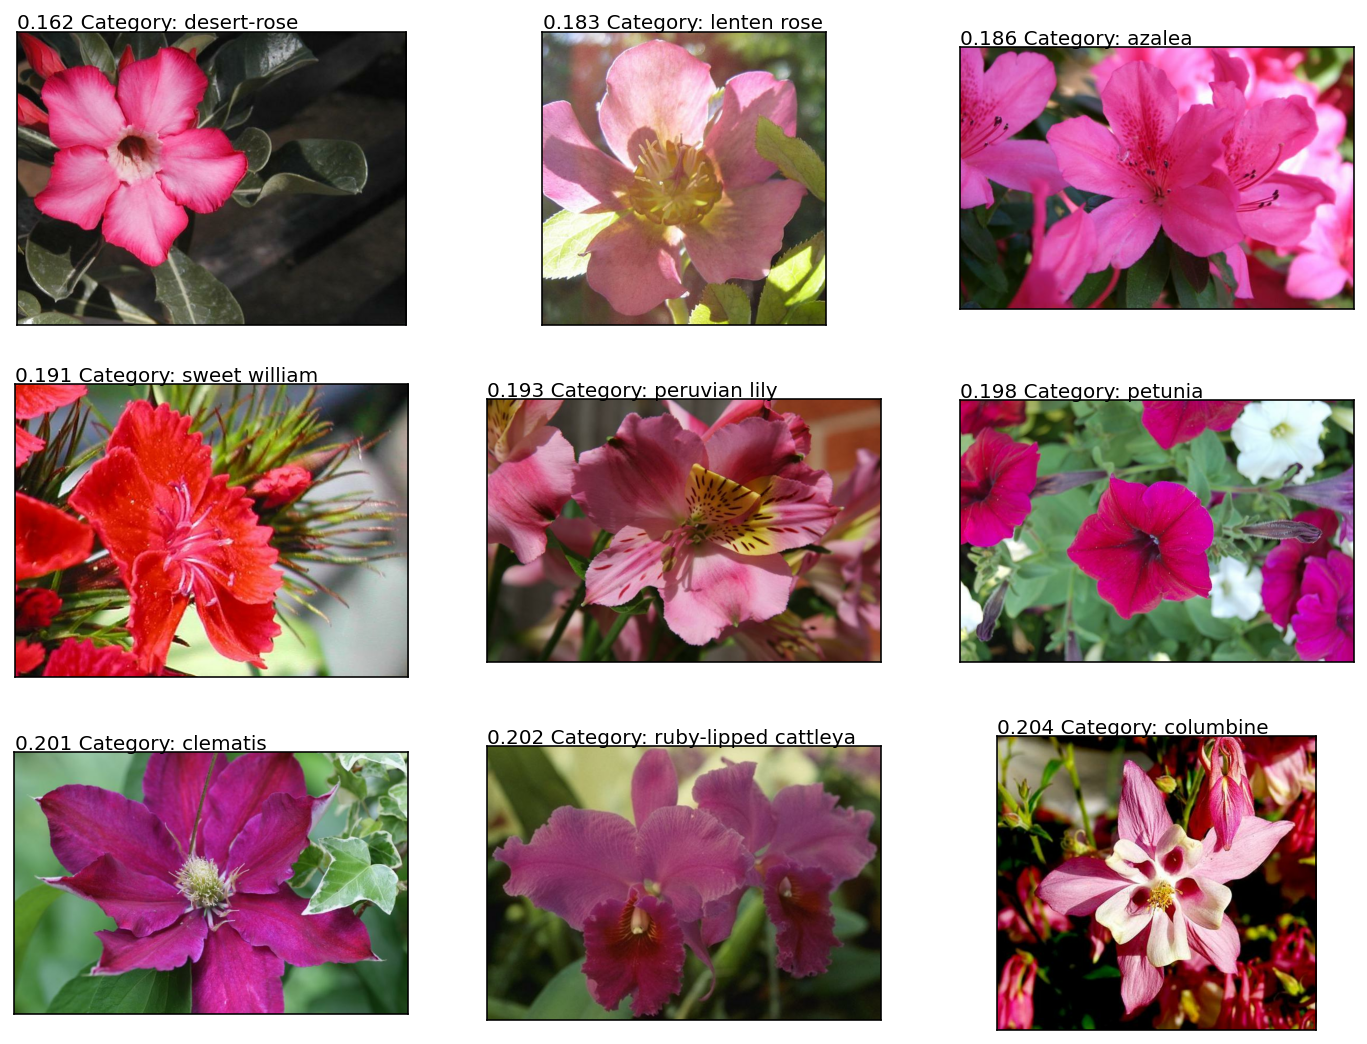 0.162 Category: desert-rose
0.183 Category: lenten rose
0.186 Category: azalea
0.191 Category: sweet william
0.193 Category: peruvian lily
0.198 Category: petunia
0.201 Category: clematis
0.202 Category: ruby-lipped cattleya
0.204 Category: columbine